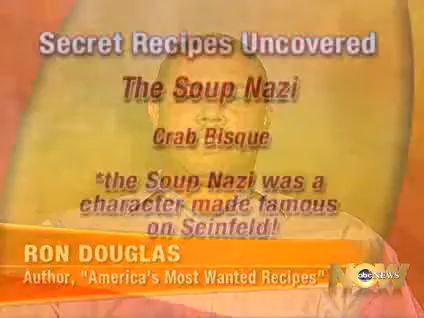 Secret Recipes Uncovered
The Soup Nazi
Crab Bisque
*the Soup Nazi was a
character made famous
on Seinfeld!
RON DOUGLAS
Author, "America's Most Wanted Recipes"
NOW
abc NEWS